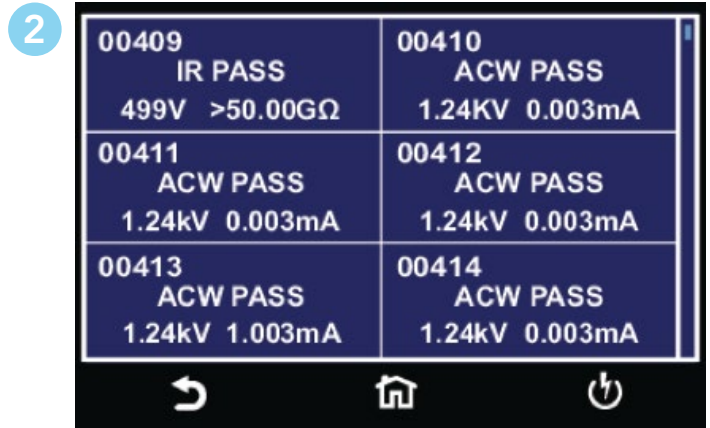 2
00409
IR PASS
499V >50.00GΩ
00410
ACW PASS
1.24KV 0.003mA
00411
ACW PASS
1.24kV 0.003mA
00412
ACW PASS
1.24kV 0.003mA
00413
ACW PASS
1.24kV 1.003mA
00414
ACW PASS
1.24kV 0.003mA